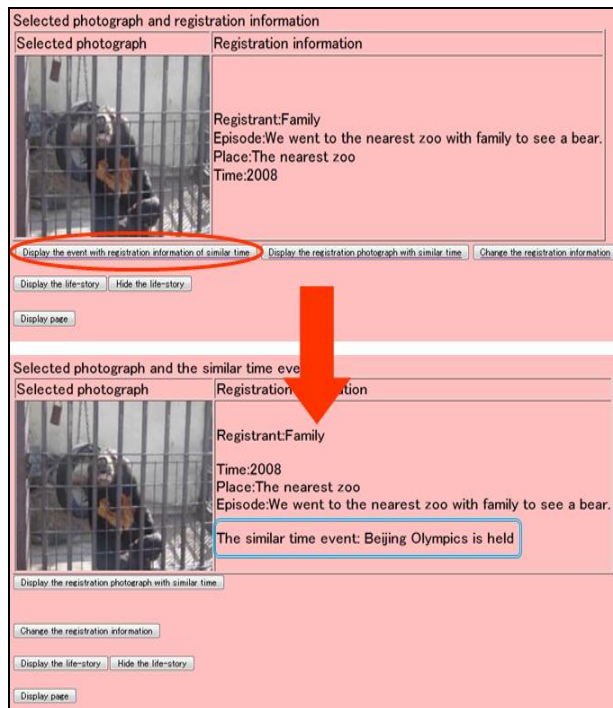 Selected photograph and registration information
Selected photograph
Registration information
Registrant:Family
Episode:We went to the nearest zoo with family to see a bear.
Place:The nearest zoo
Time:2008
Display the event with registration information of similar time
Display the registration photograph with similar time
Change the registration information
Display the life-story
Hide the life-story
Display page
Selected photograph and the similar time eve
Selected photograph
Registration ation
Registrant:Family
Time:2008
Place:The nearest zoo
Episode:We went to the nearest zoo with family to see a bear.
The similar time event: Beijing Olympics is held
Display the registration photograph with similar time
Change the registration information
Display the life-story
Hide the life-story
Display page